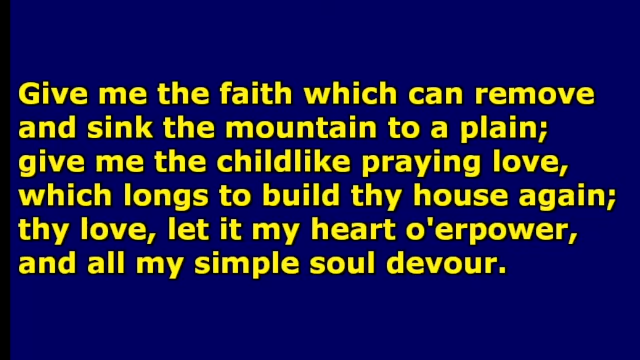 Give me the faith which can remove
and sink the mountain to a plain;
give me the childlike praying love,
which longs to build thy house again;
thy love, let it my heart o'erpower,
and all my simple soul devour.